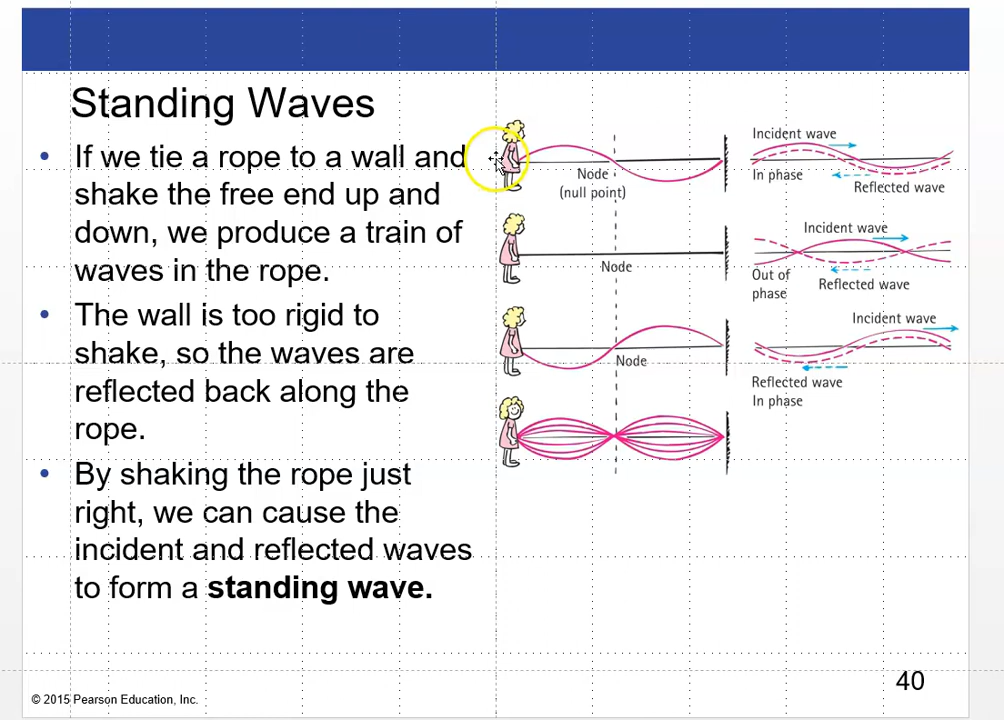 Standing Waves
• If we tie a rope to a wall and
shake the free end up and
down, we produce a train of
waves in the rope.
• The wall is too rigid to
shake, so the waves are
reflected back along the
rope.
• By shaking the rope just
right, we can cause the
incident and reflected waves
to form a standing wave.
Node
(null point)
Incident wave
In phase
Reflected wave
Node
Incident wave
Out of
phase
Reflected wave
Node
Incident wave
Reflected wave
In phase
40
© 2015 Pearson Education, Inc.